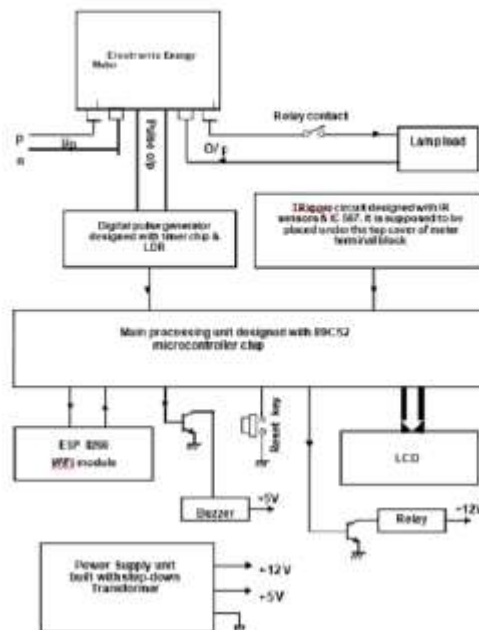 Electronic Energy
Meter
P
n
I/p
Pulse o/p
O/p
Relay contact
Lamp load
Digital pulse generator
designed with timer chip &
LDR
circuit designed with IR
sensors & IC 567. It is supposed to be
placed under the top cover of meter
terminal block
Main processing unit designed with 89C52
microcontroller chip
ESP 8266
WiFi module
Reset key
LCD
Buzzer
+5V
Relay
+12V
Power Supply unit
built with step-down
Transformer
+12V
+5V